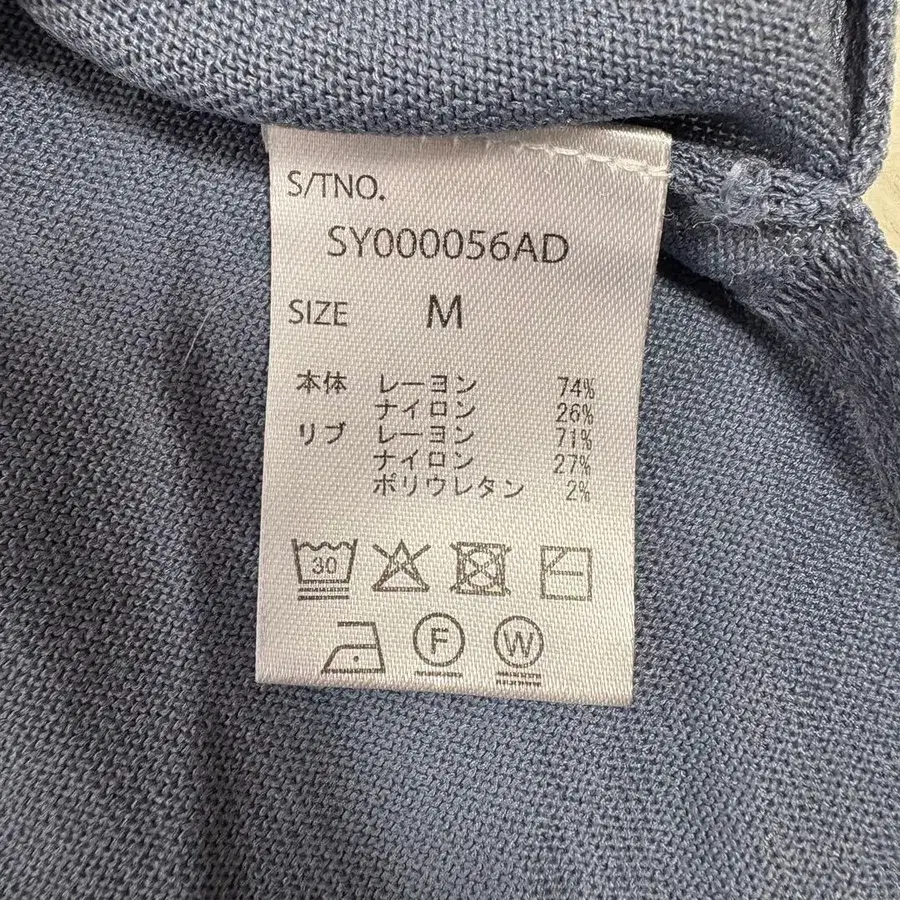 S/TNO.
SY000056AD
SIZE M
本体 レーヨン 74%
ナイロン 26%
リブ レーヨン 71%
ナイロン 27%
ポリウレタン 2%
30
F W